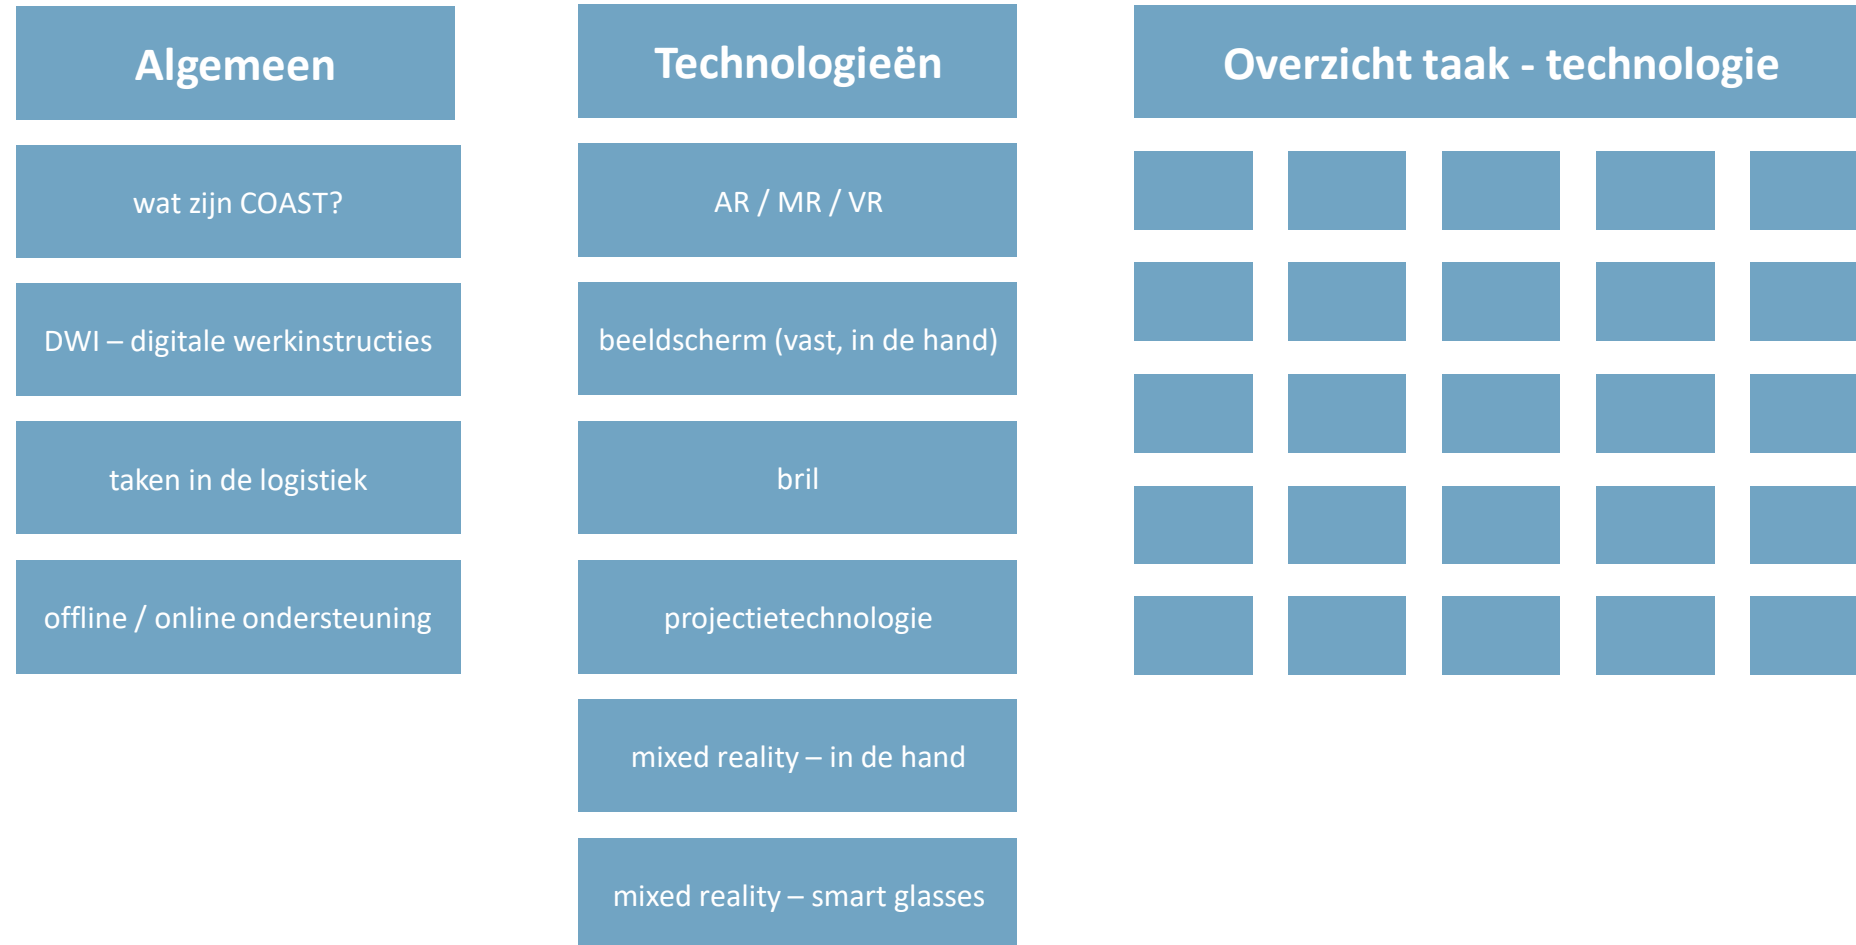 Algemeen
wat zijn COAST?
DWI – digitale werkinstructies
taken in de logistiek
offline / online ondersteuning
Technologieën
AR / MR / VR
beeldscherm (vast, in de hand)
bril
projectietechnologie
mixed reality – in de hand
mixed reality – smart glasses
Overzicht taak - technologie